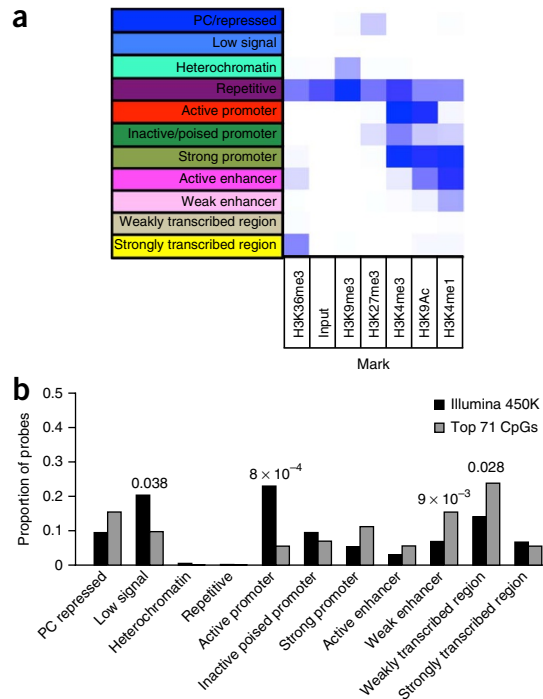 a
PC/repressed
Low signal
Heterochromatin
Repetitive
Active promoter
Inactive/poised promoter
Strong promoter
Active enhancer
Weak enhancer
Weakly transcribed region
Strongly transcribed region
H3K36me3
Input
H3K9me3
H3K27me3
H3K4me3
H3K9Ac
H3K4me1
Mark
b
Proportion of probes
0.5
0.4
0.3
0.2
0.1
0
Illumina 450K
Top 71 CpGs
0.038
8 × 10⁻⁴
9 × 10⁻³
0.028
PC repressed
Low signal
Heterochromatin
Repetitive
Active promoter
Inactive poised promoter
Strong promoter
Active enhancer
Weak enhancer
Weakly transcribed region
Strongly transcribed region